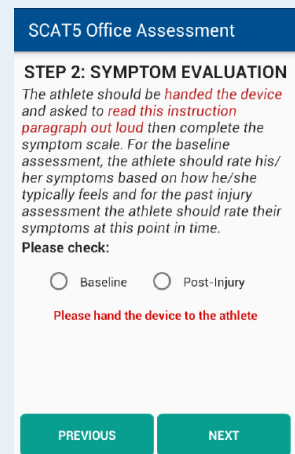 SCAT5 Office Assessment
STEP 2: SYMPTOM EVALUATION
The athlete should be handed the device
and asked to read this instruction
paragraph out loud then complete the
symptom scale. For the baseline
assessment, the athlete should rate his/
her symptoms based on how he/she
typically feels and for the past injury
assessment the athlete should rate their
symptoms at this point in time.
Please check:
Baseline Post-Injury
Please hand the device to the athlete
PREVIOUS NEXT